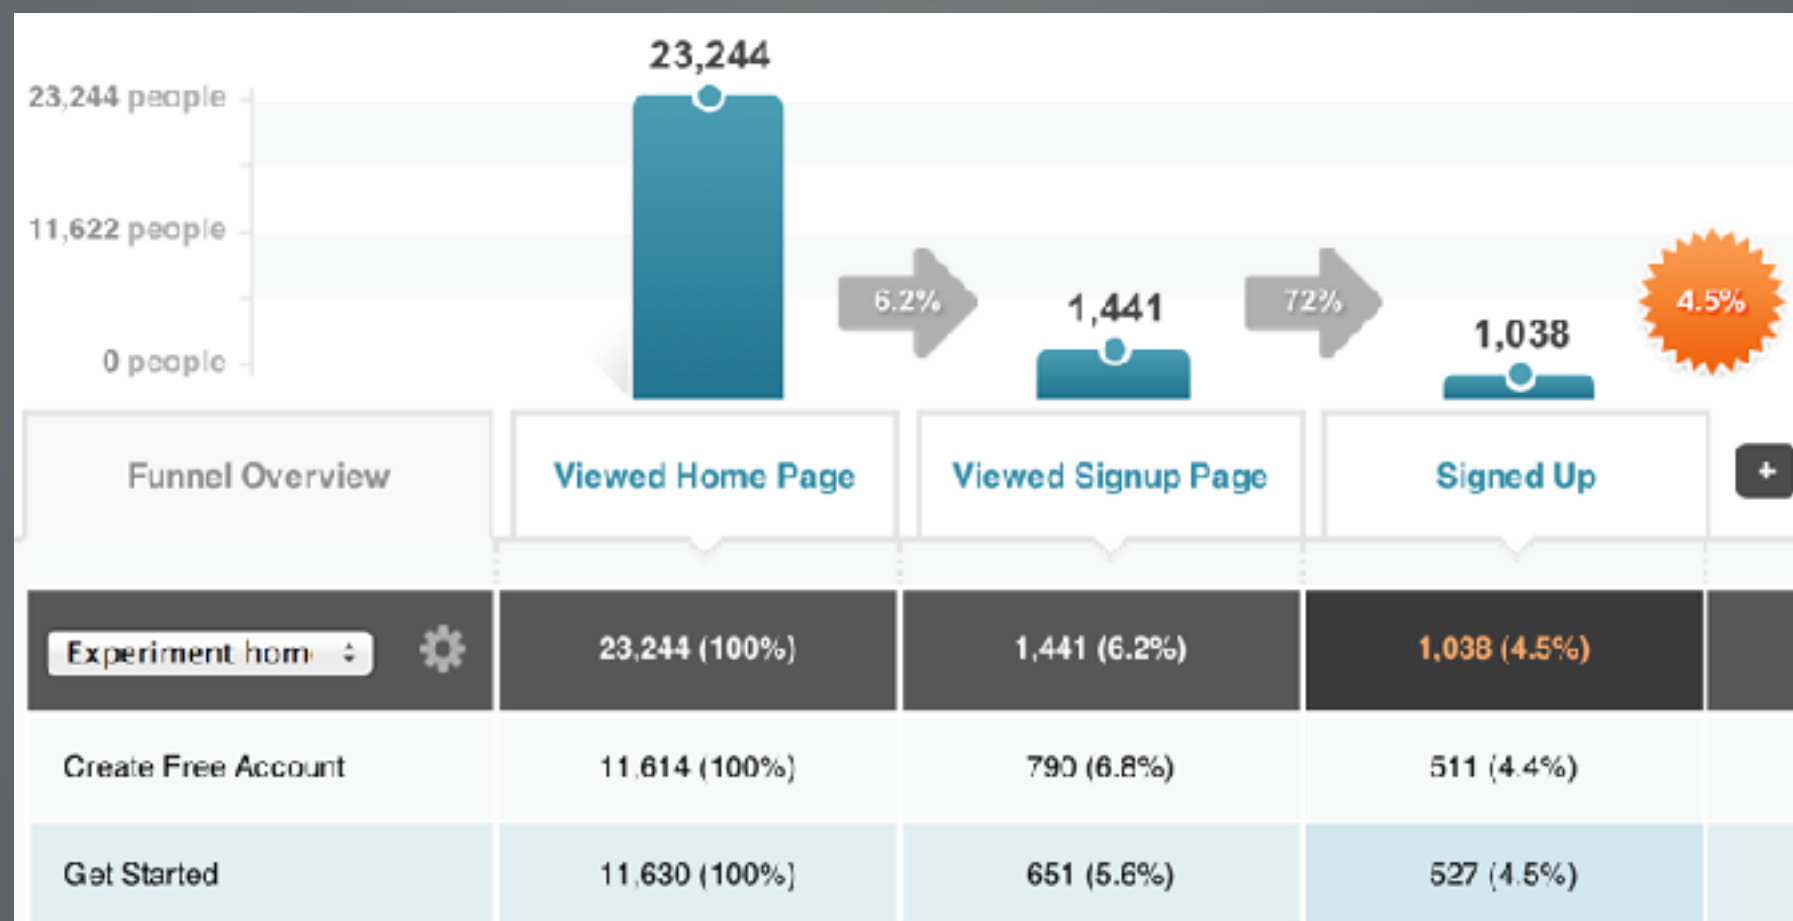 23,244
23,244 people
11,622 people
6.2%
1,441
72%
1,038
4.5%
0 people
Funnel Overview
Viewed Home Page
Viewed Signup Page
Signed Up
+
Experiment hom
23,244 (100%)
1,441 (6.2%)
1,038 (4.5%)
Create Free Account
11,614 (100%)
790 (6.8%)
511 (4.4%)
Get Started
11,630 (100%)
651 (5.6%)
527 (4.5%)